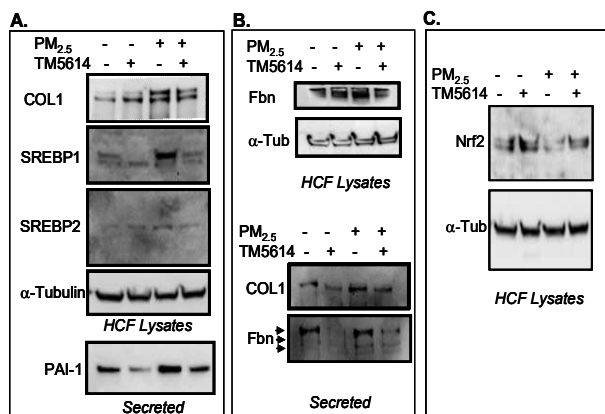 A.
PM2.5 - - + +
TM5614 - + - +
COL1
SREBP1
SREBP2
α-Tubulin
HCF Lysates
PAI-1
Secreted
B.
PM2.5 - - + +
TM5614 - + - +
Fbn
α-Tub
HCF Lysates
PM2.5 - - + +
TM5614 - + - +
COL1
Fbn
Secreted
C.
PM2.5 - - + +
TM5614 - + - +
Nrf2
α-Tub
HCF Lysates